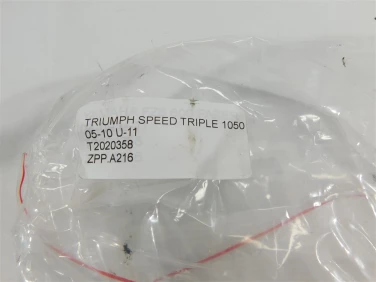 TRIUMPH SPEED TRIPLE 1050
05-10 U-11
T2020358
ZPP.A216